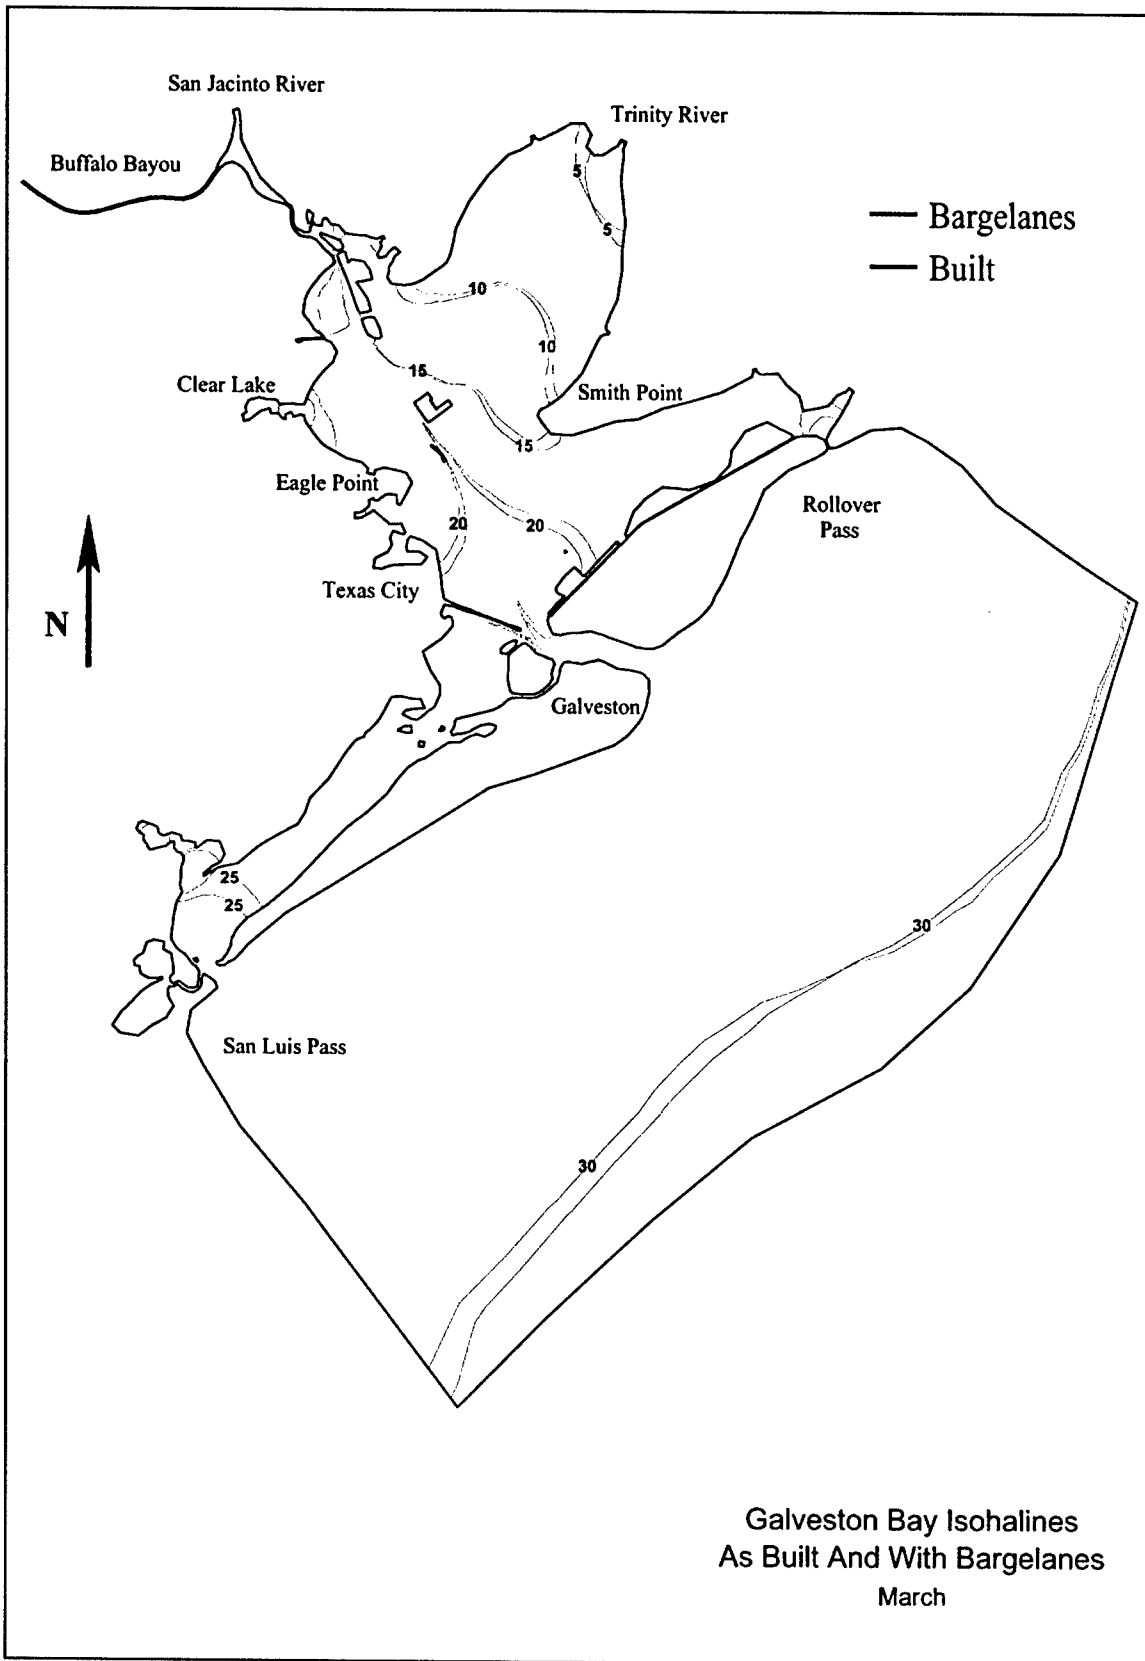 San Jacinto River
Trinity River
Buffalo Bayou
5
Bargelanes
5
Built
10
10
15
Clear Lake
Smith Point
15
Eagle Point
20
20
Rollover
Pass
Texas City
N
Galveston
25
25
30
San Luis Pass
30
Galveston Bay Isohalines
As Built And With Bargelanes
March